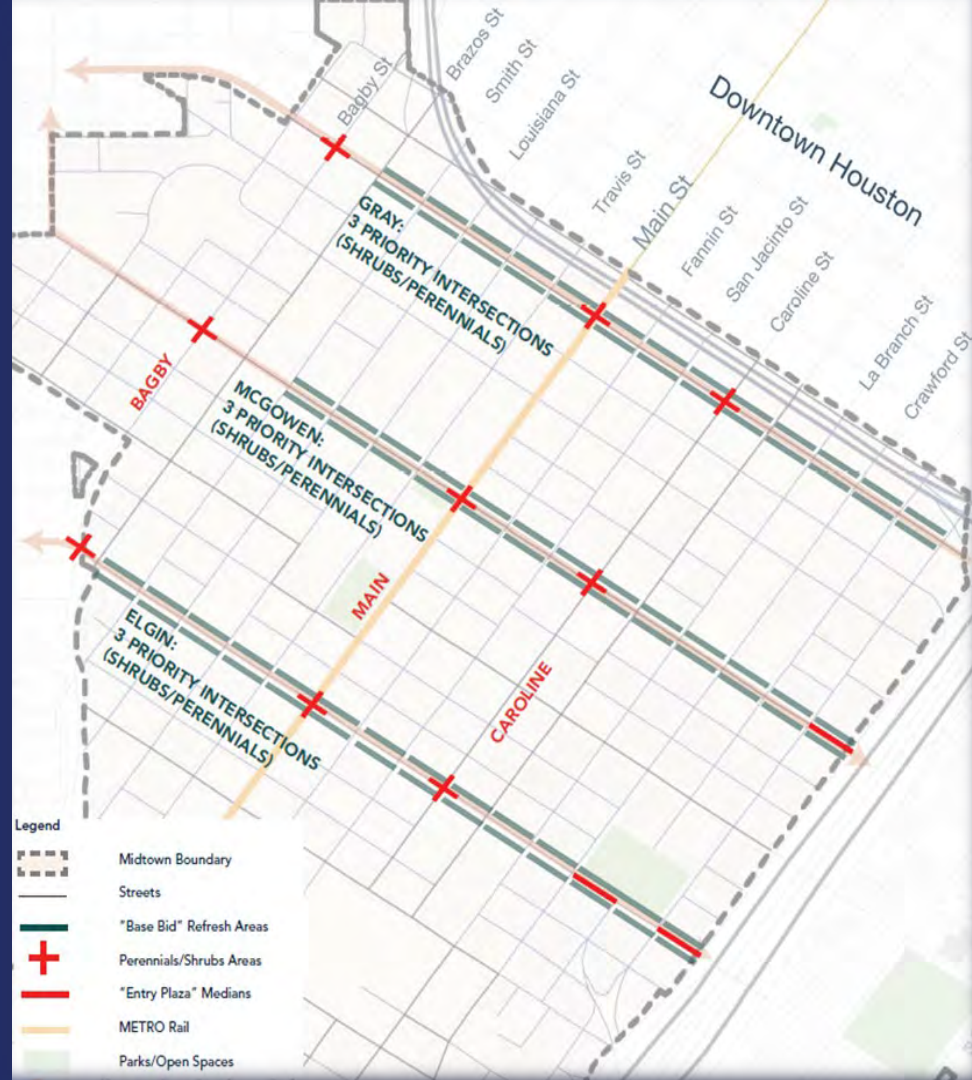 Bagby St
Brazos St
Smith St
Louisiana St
Travis St
Main St
Fannin St
San Jacinto St
Caroline St
La Branch St
Crawford St
Downtown Houston
GRAY:
3 PRIORITY INTERSECTIONS
(SHRUBS/PERENNIALS)
BAGBY
MCGOWEN:
3 PRIORITY INTERSECTIONS
(SHRUBS/PERENNIALS)
MAIN
ELGIN:
3 PRIORITY INTERSECTIONS
(SHRUBS/PERENNIALS)
CAROLINE
Legend
Midtown Boundary
Streets
"Base Bid" Refresh Areas
Perennials/Shrubs Areas
"Entry Plaza" Medians
METRO Rail
Parks/Open Spaces